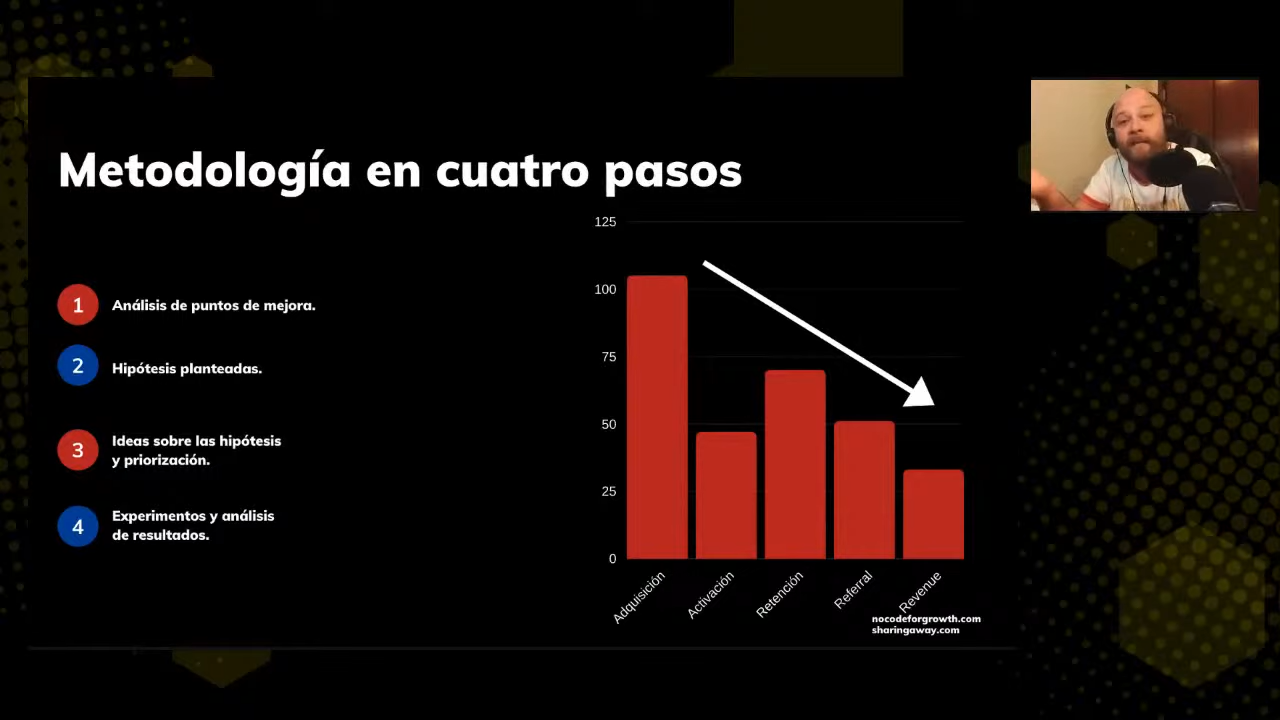 Metodología en cuatro pasos
1
Análisis de puntos de mejora.
2
Hipótesis planteadas.
3
Ideas sobre las hipótesis
y priorización.
4
Experimentos y análisis
de resultados.
125
100
75
50
25
0
Adquisición
Activación
Retención
Referral
Revenue
nocodeforgrowth.com
sharingaway.com